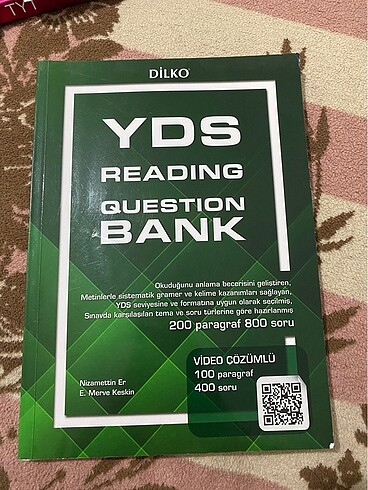 TYT
DİLKO
YDS
READING
QUESTION
BANK
Okuduğunu anlama becerisini geliştiren,
Metinlerle sistematik gramer ve kelime kazanımları sağlayan,
YDS seviyesine ve formatına uygun olarak seçilmiş,
Sınavda karşılaşılan tema ve soru türlerine göre hazırlanmış
200 paragraf 800 soru
VİDEO ÇÖZÜMLÜ
100 paragraf
400 soru
Nizamettin Er
E. Merve Keskin